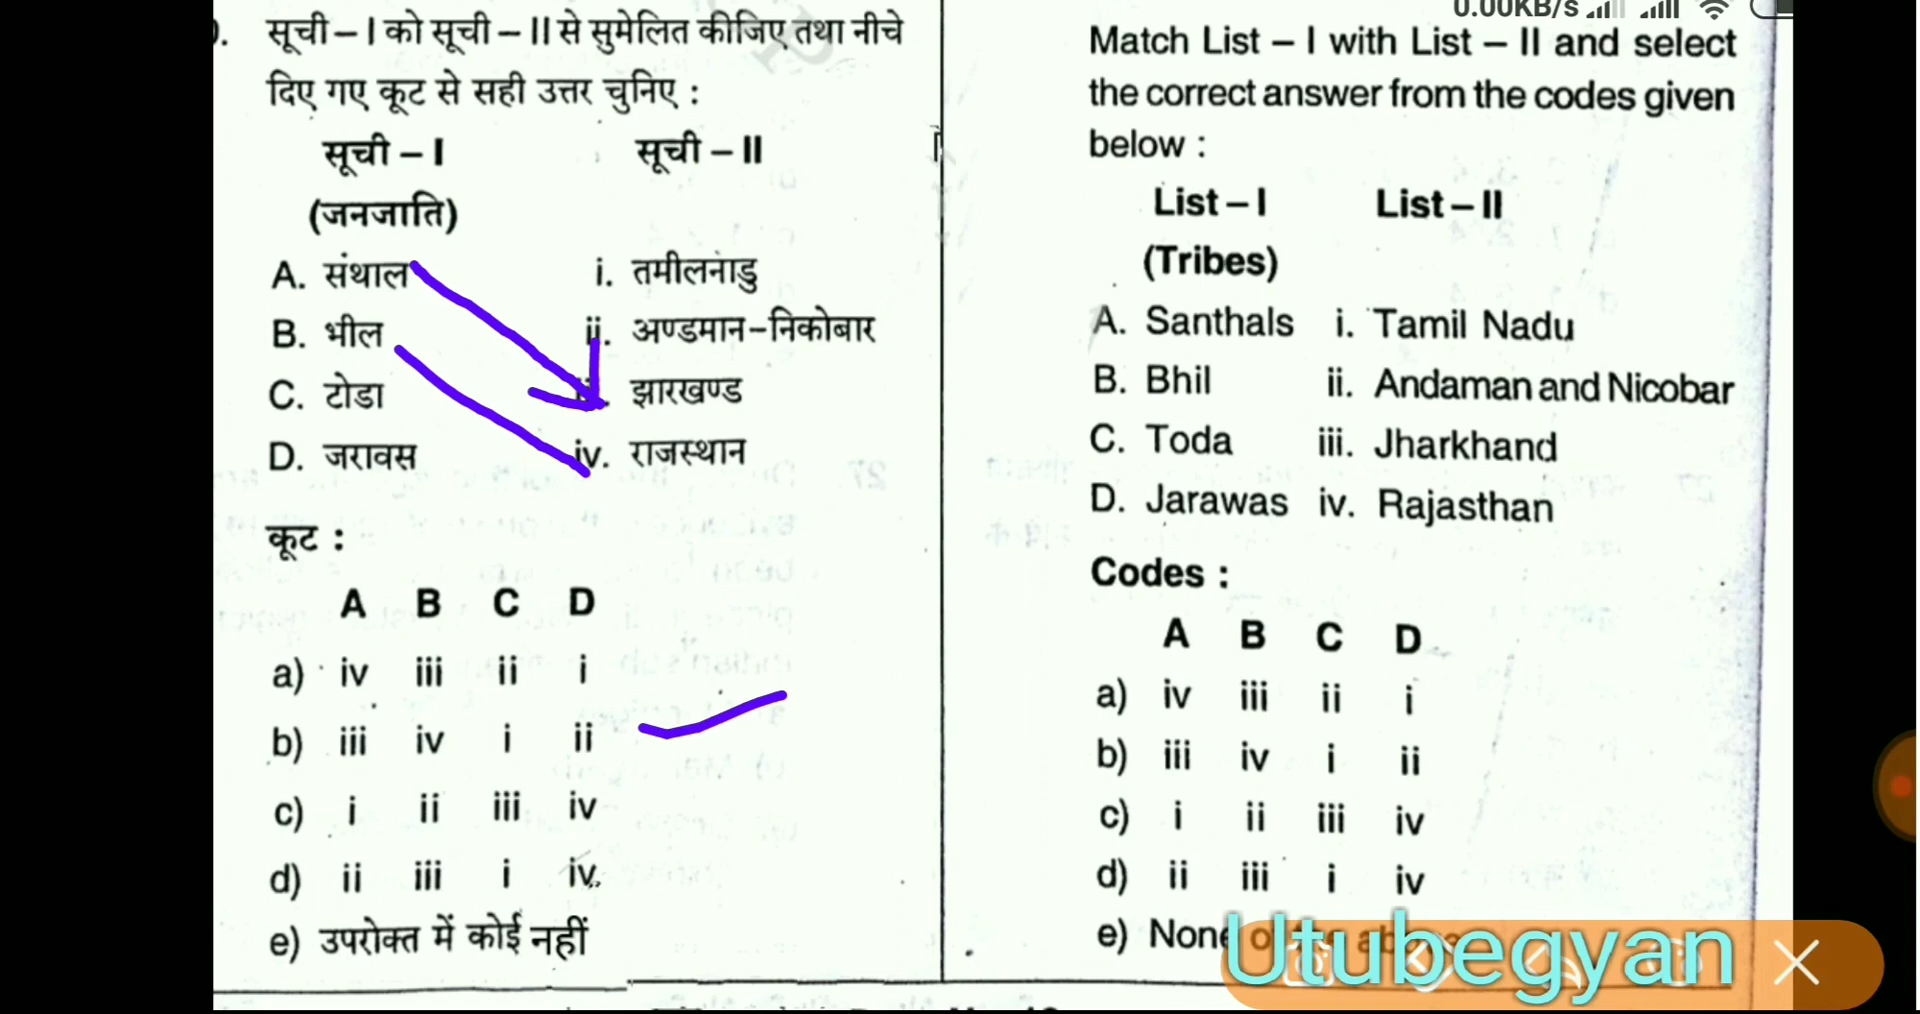 0.00KB/s
. सूची – I को सूची – II से सुमेलित कीजिए तथा नीचे
दिए गए कूट से सही उत्तर चुनिए :
सूची – I सूची – II
(जनजाति)
A. संथाल i. तमीलनाडु
B. भील ii. अण्डमान-निकोबार
C. टोडा iii. झारखण्ड
D. जरावस iv. राजस्थान
कूट :
A B C D
a) iv iii ii i
b) iii iv i ii
c) i ii iii iv
d) ii iii i iv
e) उपरोक्त में कोई नहीं
Match List – I with List – II and select
the correct answer from the codes given
below :
List – I List – II
(Tribes)
A. Santhals i. Tamil Nadu
B. Bhil ii. Andaman and Nicobar
C. Toda iii. Jharkhand
D. Jarawas iv. Rajasthan
Codes :
A B C D
a) iv iii ii i
b) iii iv i ii
c) i ii iii iv
d) ii iii i iv
e) None
Utubegyan